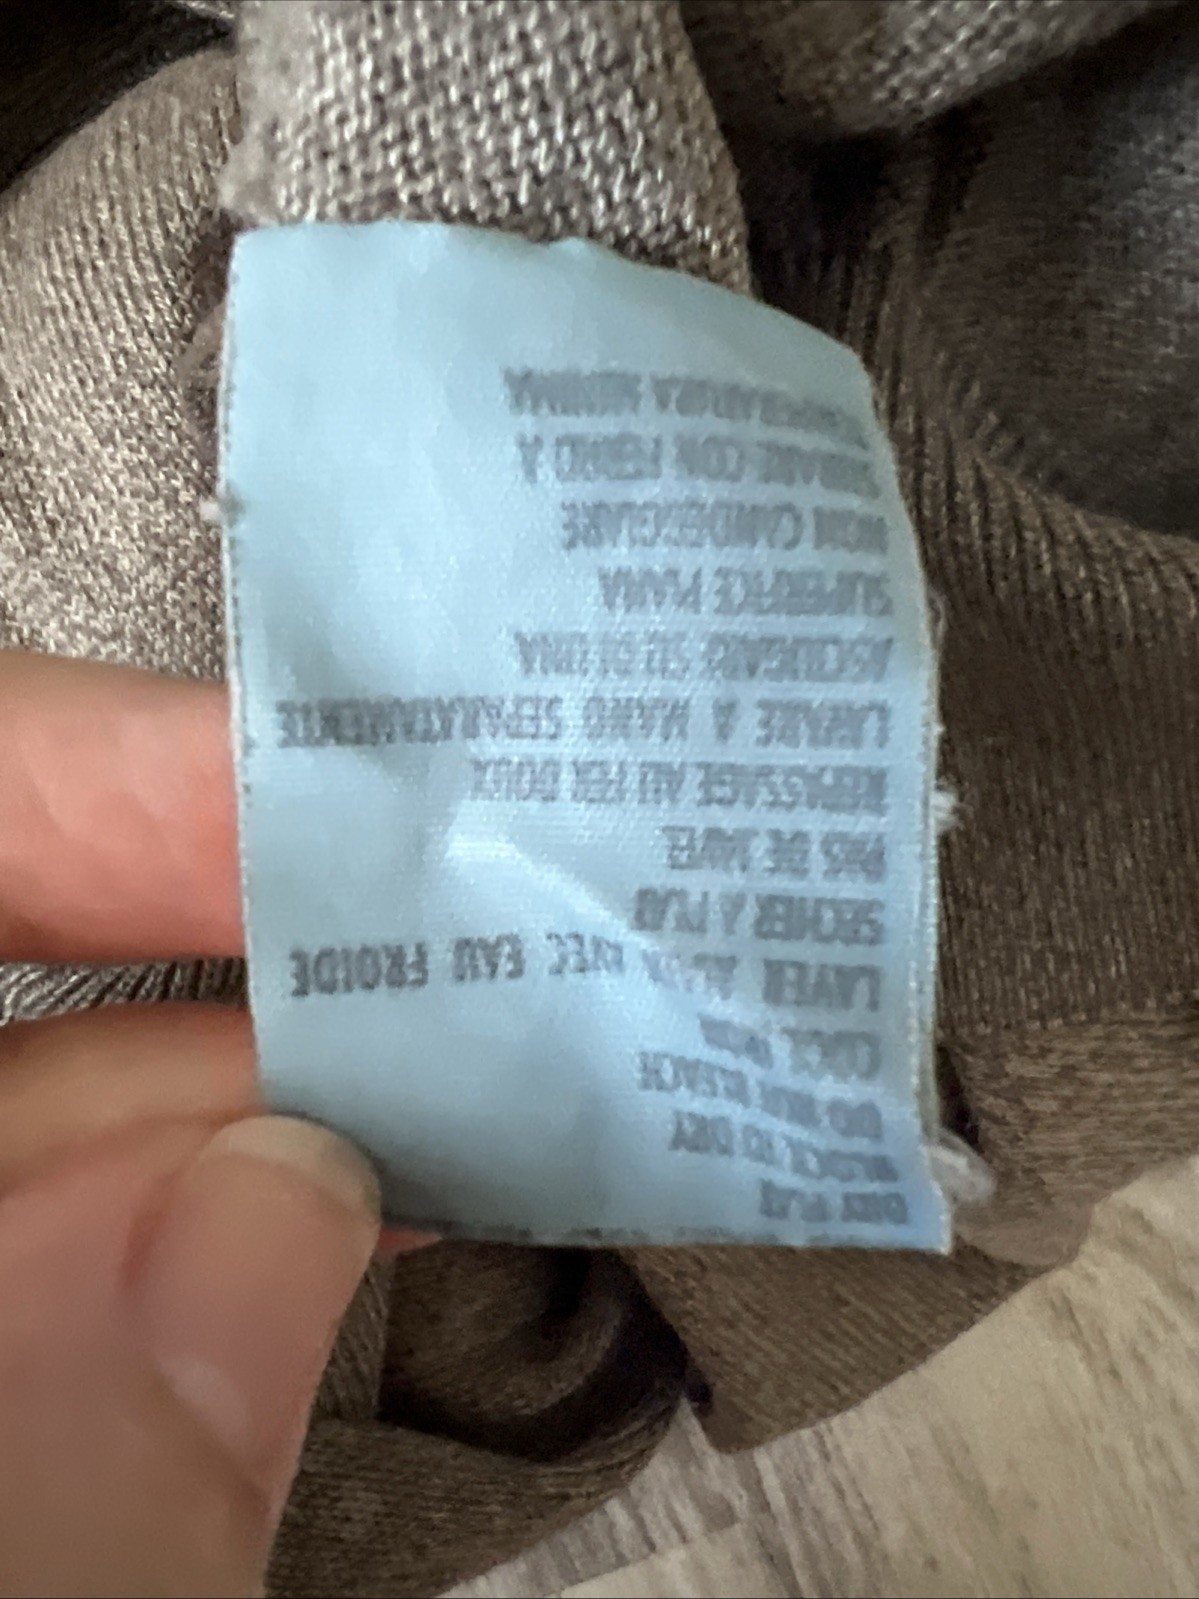 DRY FLAT
BLOCK TO DRY
DO NOT BLEACH
COOL IRON
LAVER AVEC EAU FROIDE
SECHER A PLAT
PAS DE JAVEL
REPASSAGE AU FER DOUX
LAVARE A MANO SEPARATAMENTE
ASCIUGARE SU DI UNA
SUPERFICE PIANA
NON CANDEGGIARE
STIRARE CON FERRO A
TEMPERATURA MINIMA